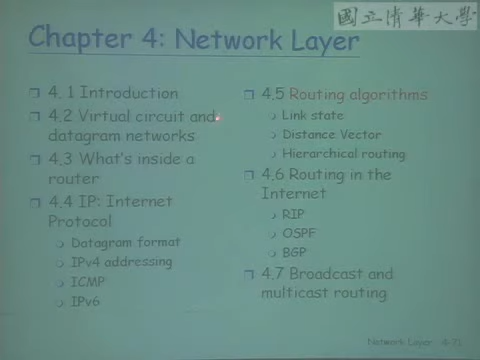 國立清華大學
Chapter 4: Network Layer
4. 1 Introduction
4.2 Virtual circuit and
datagram networks
4.3 What's inside a
router
4.4 IP: Internet
Protocol
Datagram format
IPv4 addressing
ICMP
IPv6
4.5 Routing algorithms
Link state
Distance Vector
Hierarchical routing
4.6 Routing in the
Internet
RIP
OSPF
BGP
4.7 Broadcast and
multicast routing
Network Layer 4-71